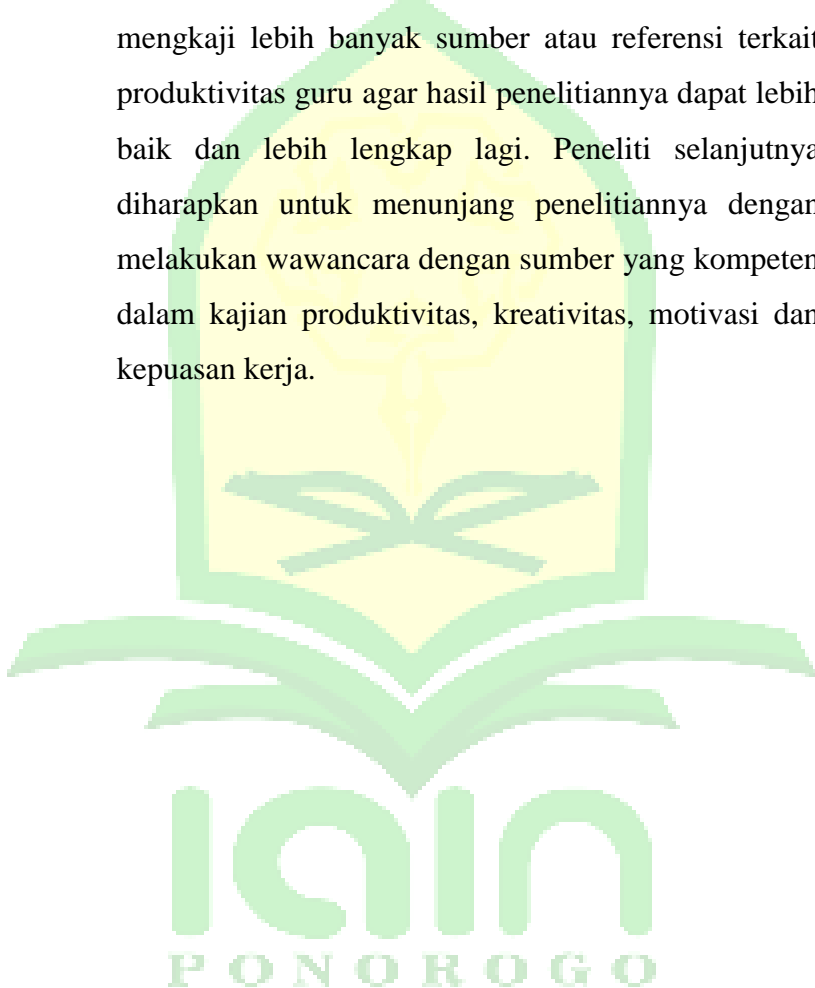 mengkaji lebih banyak sumber atau referensi terkait
produktivitas guru agar hasil penelitiannya dapat lebih
baik dan lebih lengkap lagi. Peneliti selanjutnya
diharapkan untuk menunjang penelitiannya dengan
melakukan wawancara dengan sumber yang kompeten
dalam kajian produktivitas, kreativitas, motivasi dan
kepuasan kerja.
iain
PONOROGO